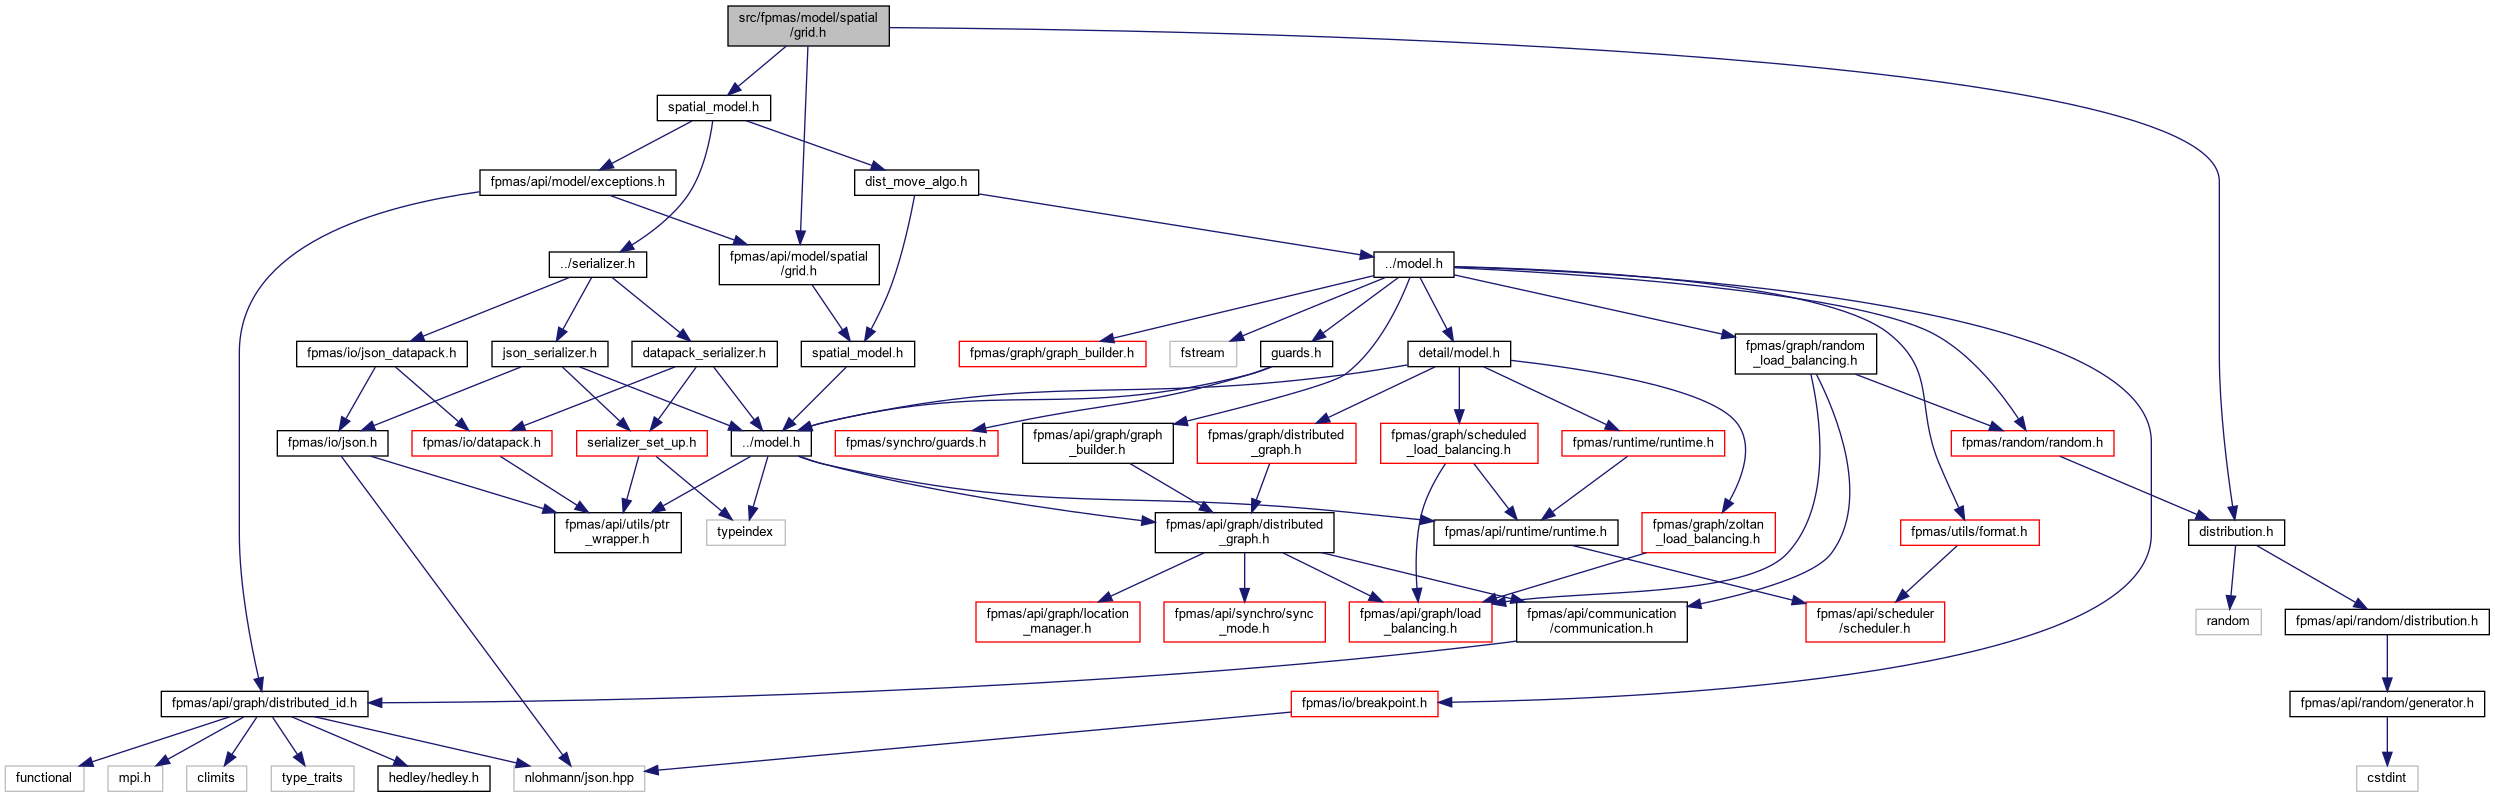 src/fpmas/model/spatial
/grid.h
spatial_model.h
fpmas/api/model/exceptions.h
dist_move_algo.h
fpmas/api/model/spatial
/grid.h
../serializer.h
../model.h
fpmas/io/json_datapack.h
json_serializer.h
datapack_serializer.h
spatial_model.h
fpmas/graph/graph_builder.h
fstream
guards.h
detail/model.h
fpmas/graph/random
_load_balancing.h
fpmas/io/json.h
fpmas/io/datapack.h
serializer_set_up.h
../model.h
fpmas/synchro/guards.h
fpmas/api/graph/graph
_builder.h
fpmas/graph/distributed
_graph.h
fpmas/graph/scheduled
_load_balancing.h
fpmas/runtime/runtime.h
fpmas/random/random.h
fpmas/api/utils/ptr
_wrapper.h
typeindex
fpmas/api/graph/distributed
_graph.h
fpmas/api/runtime/runtime.h
fpmas/graph/zoltan
_load_balancing.h
fpmas/utils/format.h
distribution.h
fpmas/api/graph/location
_manager.h
fpmas/api/synchro/sync
_mode.h
fpmas/api/graph/load
_balancing.h
fpmas/api/communication
/communication.h
fpmas/api/scheduler
/scheduler.h
random
fpmas/api/random/distribution.h
fpmas/api/graph/distributed_id.h
fpmas/io/breakpoint.h
fpmas/api/random/generator.h
functional
mpi.h
climits
type_traits
hedley/hedley.h
nlohmann/json.hpp
cstdint